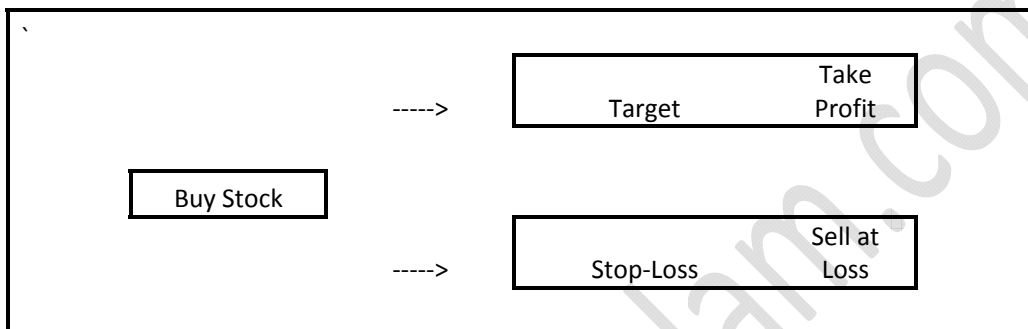 `
Take
-----> Target Profit
Buy Stock
Sell at
-----> Stop-Loss Loss